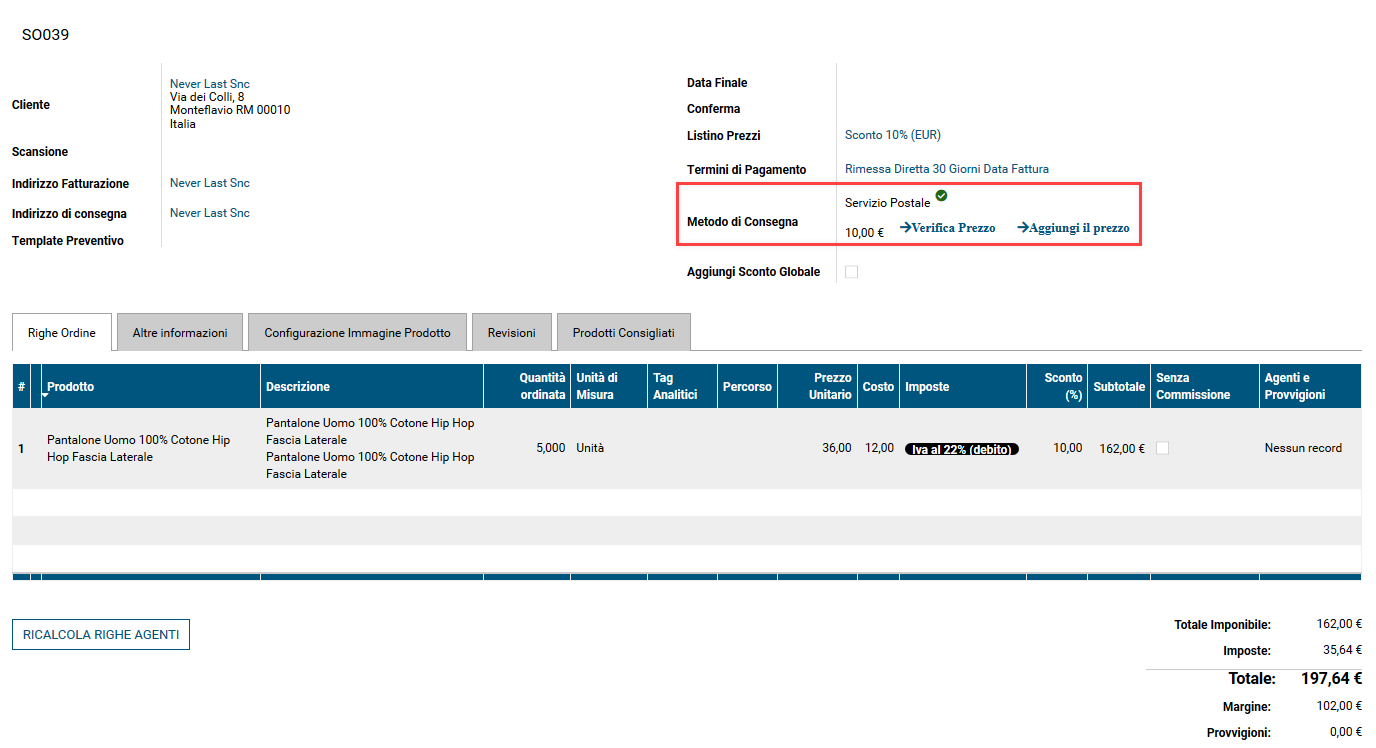 SO039
Cliente
Never Last Snc
Via dei Colli, 8
Monteflavio RM 00010
Italia
Scansione
Indirizzo Fatturazione
Never Last Snc
Indirizzo di consegna
Never Last Snc
Template Preventivo
Data Finale
Conferma
Listino Prezzi
Sconto 10% (EUR)
Termini di Pagamento
Rimessa Diretta 30 Giorni Data Fattura
Metodo di Consegna
Servizio Postale
10,00 €
Verifica Prezzo
Aggiungi il prezzo
Aggiungi Sconto Globale
Righe Ordine
Altre informazioni
Configurazione Immagine Prodotto
Revisioni
Prodotti Consigliati
#
Prodotto
Descrizione
Quantità
ordinata
Unità di
Misura
Tag
Analitici
Percorso
Prezzo
Unitario
Costo
Imposte
Sconto
(%)
Subtotale
Senza
Commissione
Agenti e
Provvigioni
1
Pantalone Uomo 100% Cotone Hip
Hop Fascia Laterale
Pantalone Uomo 100% Cotone Hip Hop
Fascia Laterale
Pantalone Uomo 100% Cotone Hip Hop
Fascia Laterale
5,000
Unità
36,00
12,00
Iva al 22% (debito)
10,00
162,00 €
Nessun record
RICALCOLA RIGHE AGENTI
Totale Imponibile: 162,00 €
Imposte: 35,64 €
Totale: 197,64 €
Margine: 102,00 €
Provvigioni: 0,00 €